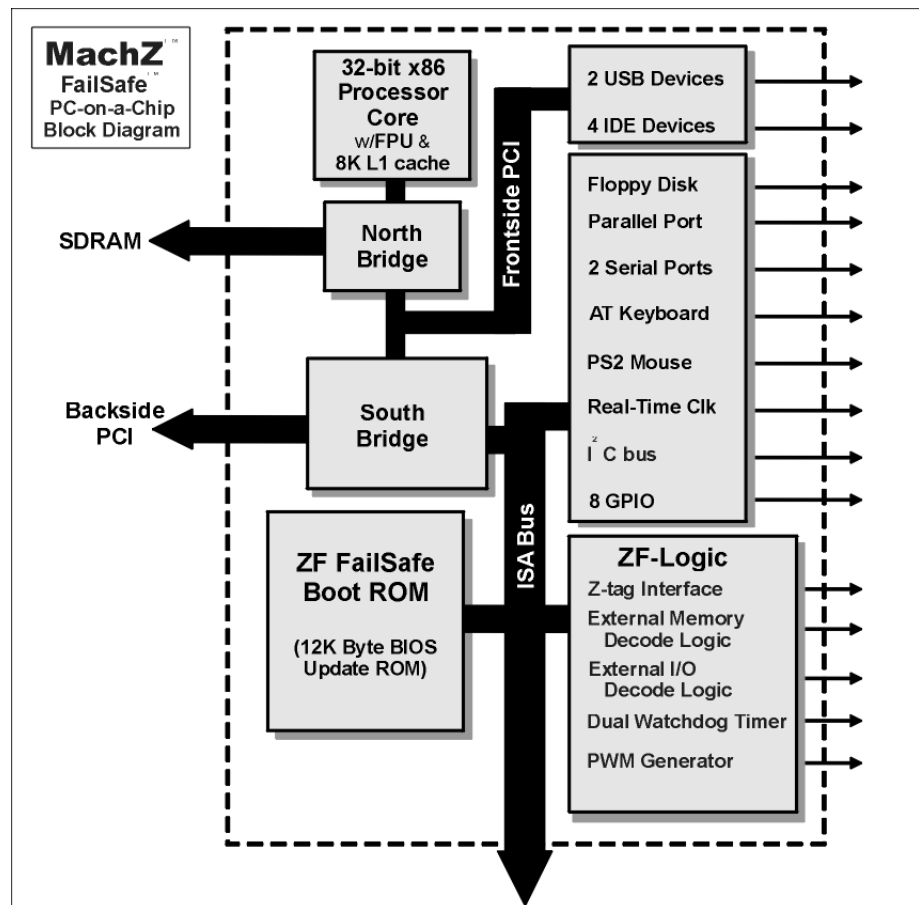 MachZ™
FailSafe™
PC-on-a-Chip
Block Diagram
32-bit x86
Processor
Core
w/FPU &
8K L1 cache
2 USB Devices
4 IDE Devices
Frontside PCI
SDRAM
North
Bridge
Floppy Disk
Parallel Port
2 Serial Ports
AT Keyboard
PS2 Mouse
Real-Time Clk
I²C bus
8 GPIO
Backside
PCI
South
Bridge
ISA Bus
ZF FailSafe
Boot ROM
(12K Byte BIOS
Update ROM)
ZF-Logic
Z-tag Interface
External Memory
Decode Logic
External I/O
Decode Logic
Dual Watchdog Timer
PWM Generator